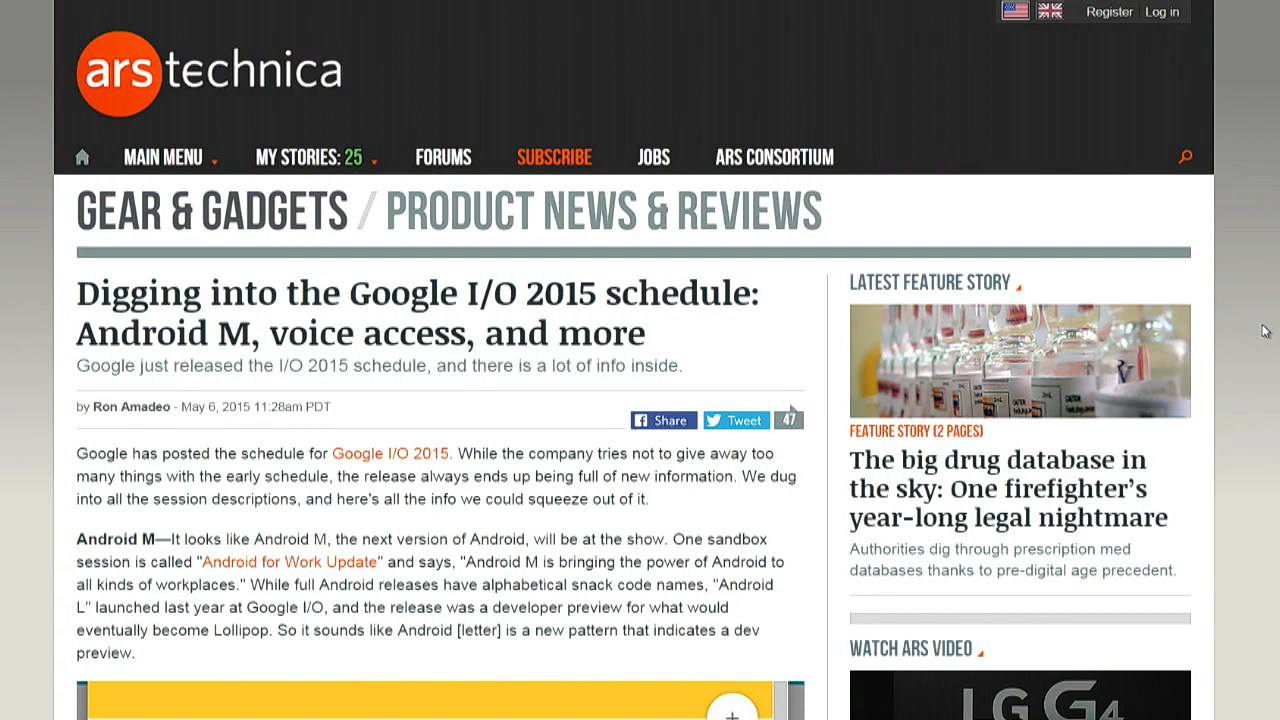 Register Log in
ars technica
MAIN MENU MY STORIES: 25 FORUMS SUBSCRIBE JOBS ARS CONSORTIUM
GEAR & GADGETS / PRODUCT NEWS & REVIEWS
Digging into the Google I/O 2015 schedule:
Android M, voice access, and more
Google just released the I/O 2015 schedule, and there is a lot of info inside.
by Ron Amadeo - May 6, 2015 11:28am PDT
Share Tweet 47
Google has posted the schedule for Google I/O 2015. While the company tries not to give away too
many things with the early schedule, the release always ends up being full of new information. We dug
into all the session descriptions, and here's all the info we could squeeze out of it.
Android M—It looks like Android M, the next version of Android, will be at the show. One sandbox
session is called "Android for Work Update" and says, "Android M is bringing the power of Android to
all kinds of workplaces." While full Android releases have alphabetical snack code names, "Android
L" launched last year at Google I/O, and the release was a developer preview for what would
eventually become Lollipop. So it sounds like Android [letter] is a new pattern that indicates a dev
preview.
LATEST FEATURE STORY
FEATURE STORY (2 PAGES)
The big drug database in
the sky: One firefighter's
year-long legal nightmare
Authorities dig through prescription med
databases thanks to pre-digital age precedent.
WATCH ARS VIDEO
LG G4